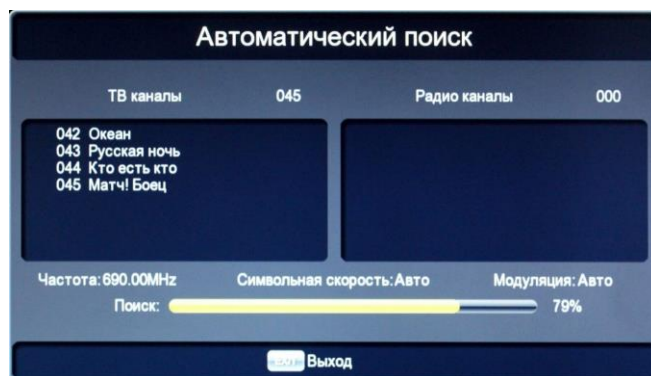 Автоматический поиск
ТВ каналы 045 Радио каналы 000
042 Океан
043 Русская ночь
044 Кто есть кто
045 Матч! Боец
Частота:690.00MHz Символьная скорость:Авто Модуляция:Авто
Поиск: 79%
EXIT Выход